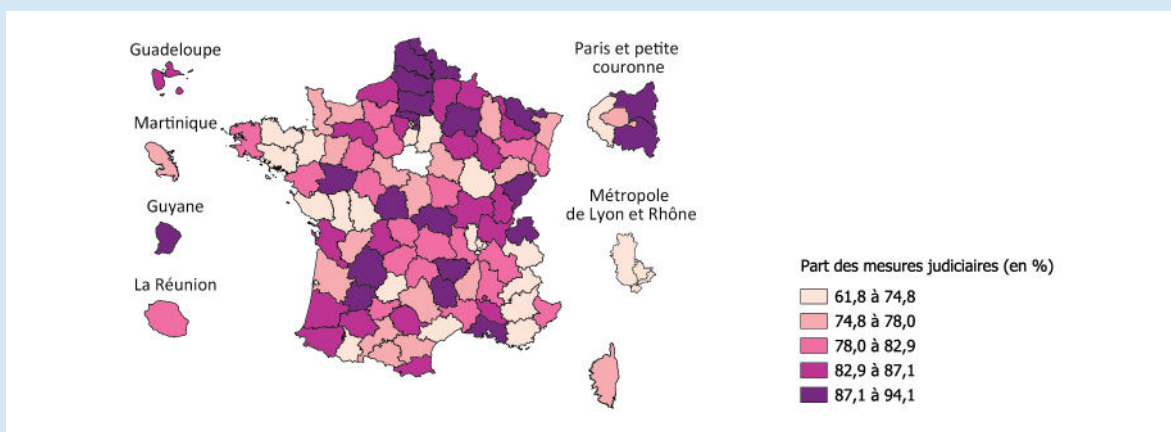 Guadeloupe
Martinique
Guyane
La Réunion
Paris et petite
couronne
Métropole
de Lyon et Rhône
Part des mesures judiciaires (en %)
61,8 à 74,8
74,8 à 78,0
78,0 à 82,9
82,9 à 87,1
87,1 à 94,1